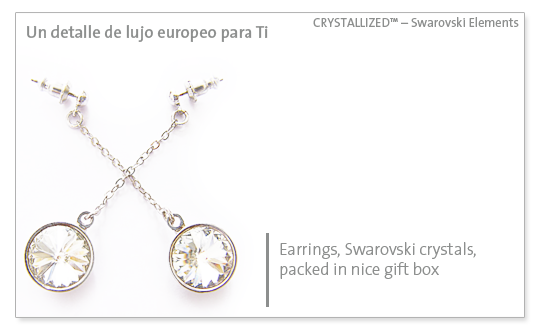 Un detalle de lujo europeo para Ti
CRYSTALLIZED™ – Swarovski Elements
Earrings, Swarovski crystals,
packed in nice gift box